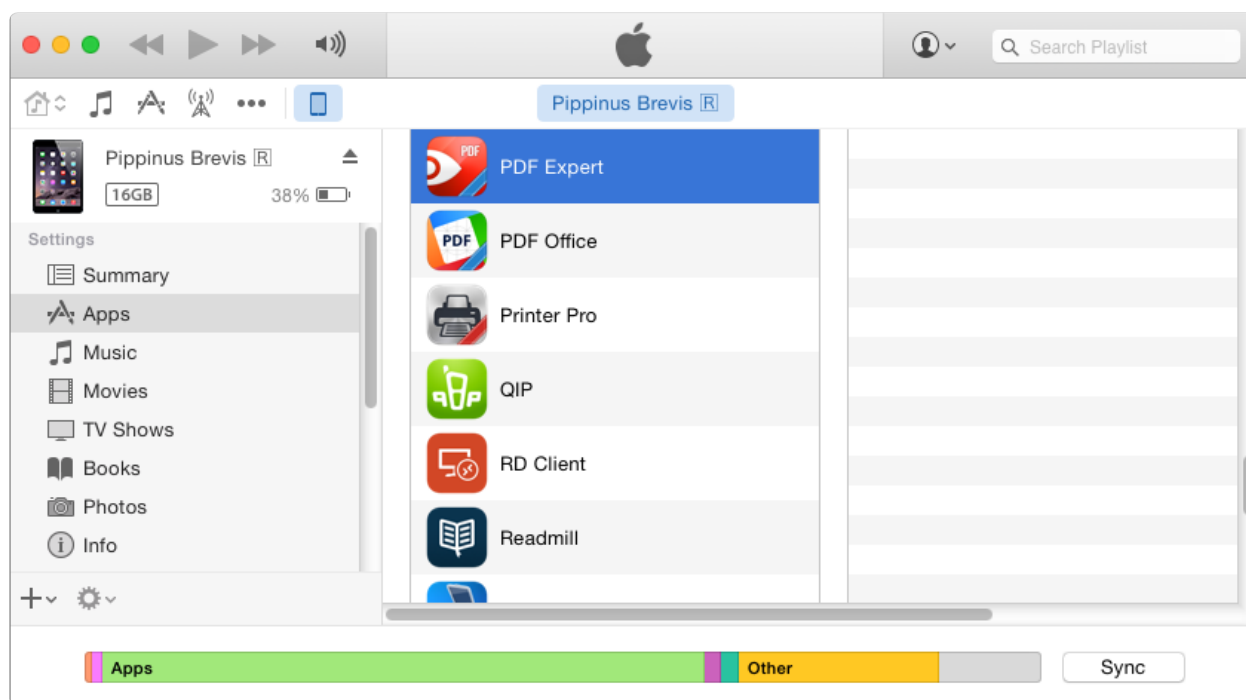 Search Playlist
Pippinus Brevis 🅁
Pippinus Brevis 🅁
16GB
38%
Settings
Summary
Apps
Music
Movies
TV Shows
Books
Photos
Info
PDF
PDF Expert
PDF
PDF Office
Printer Pro
qip
QIP
RD Client
Readmill
Apps
Other
Sync